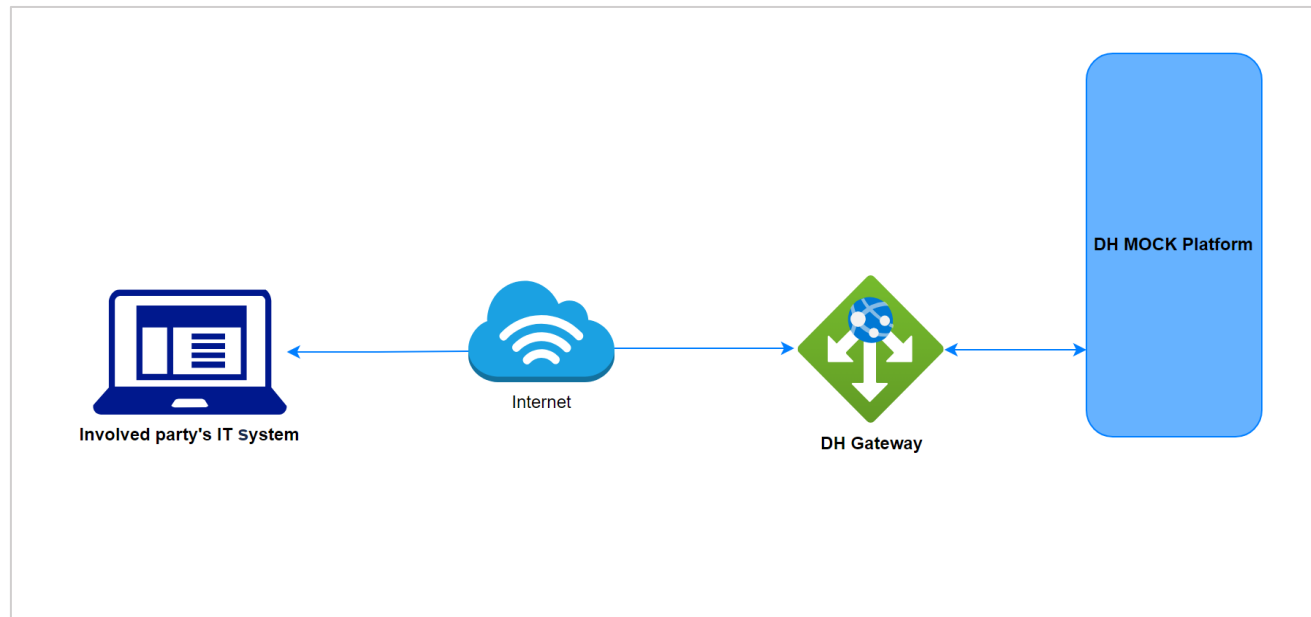 DH MOCK Platform
Internet
Involved party's IT System
DH Gateway